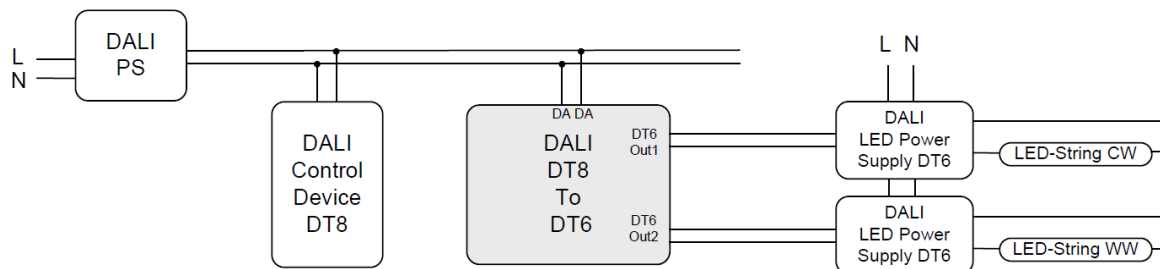 L
N
DALI
PS
DALI
Control
Device
DT8
DA DA
DALI
DT8
To
DT6
DT6
Out1
DT6
Out2
L N
DALI
LED Power
Supply DT6
LED-String CW
DALI
LED Power
Supply DT6
LED-String WW